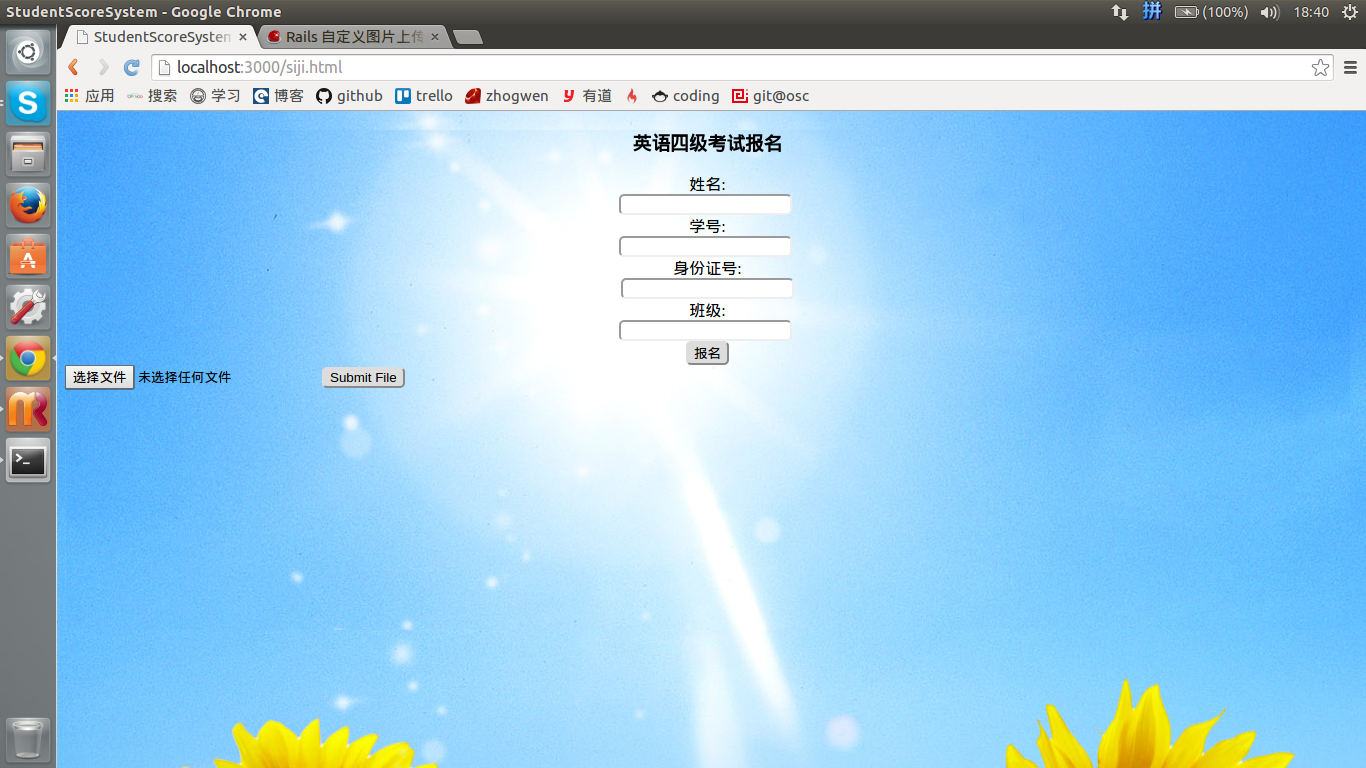 StudentScoreSystem - Google Chrome
拼 (100%) 18:40
StudentScoreSystem × Rails 自定义图片上传 ×
localhost:3000/siji.html
应用 搜索 学习 博客 github trello zhogwen 有道 coding git@osc
英语四级考试报名
姓名:
学号:
身份证号:
班级:
报名
选择文件 未选择任何文件 Submit File